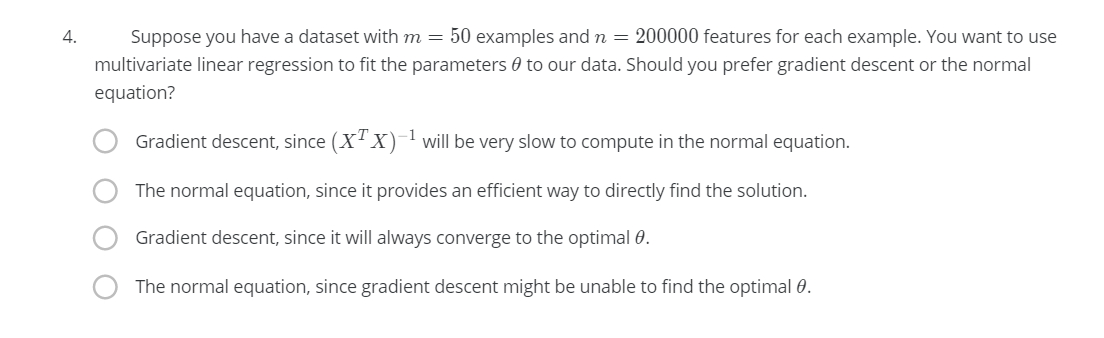 4. Suppose you have a dataset with m = 50 examples and n = 200000 features for each example. You want to use
multivariate linear regression to fit the parameters θ to our data. Should you prefer gradient descent or the normal
equation?
Gradient descent, since (XᵀX)⁻¹ will be very slow to compute in the normal equation.
The normal equation, since it provides an efficient way to directly find the solution.
Gradient descent, since it will always converge to the optimal θ.
The normal equation, since gradient descent might be unable to find the optimal θ.